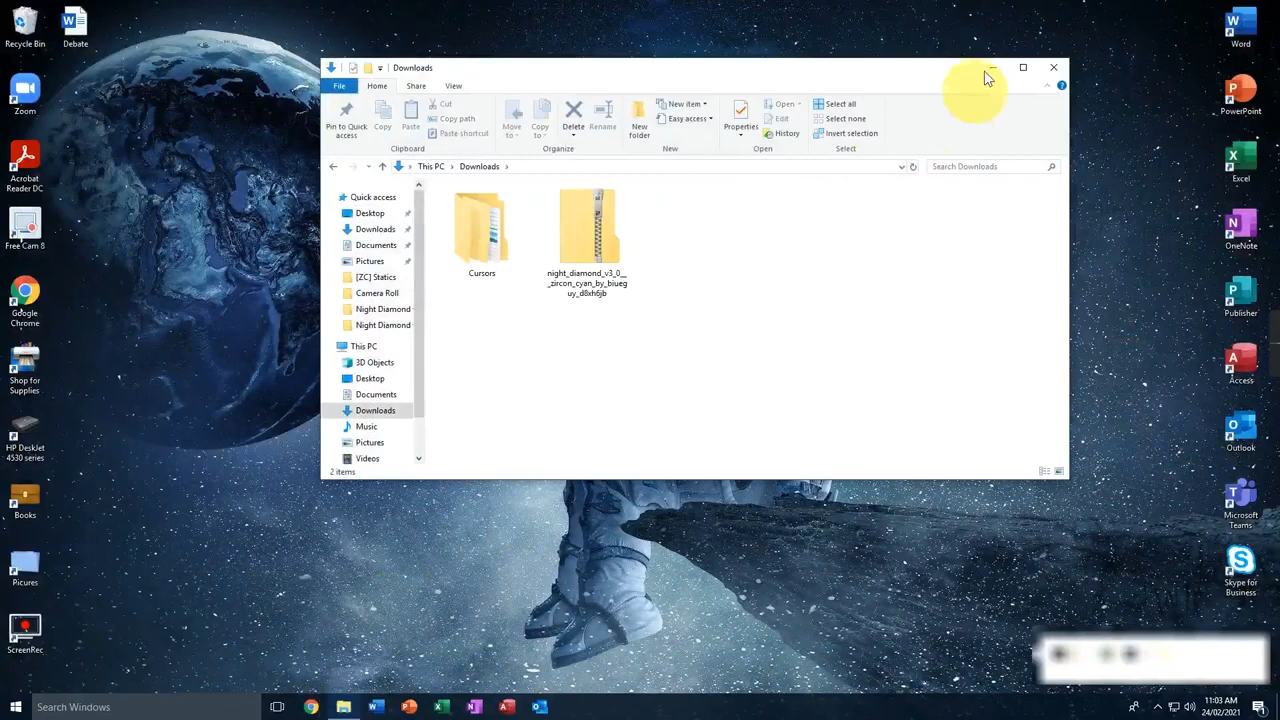 Recycle Bin
Debate
Zoom
Acrobat
Reader DC
Free Cam 8
Google
Chrome
Shop for
Supplies
HP DeskJet
4530 series
Books
Picures
ScreenRec
Downloads
File
Home
Share
View
Pin to Quick
access
Copy
Paste
Cut
Copy path
Paste shortcut
Clipboard
Move
to
Copy
to
Delete
Rename
Organize
New
folder
New item
Easy access
New
Properties
Open
Edit
History
Open
Select all
Select none
Invert selection
Select
This PC
Downloads
Search Downloads
Quick access
Desktop
Downloads
Documents
Pictures
[ZC] Statics
Camera Roll
Night Diamond
Night Diamond
This PC
3D Objects
Desktop
Documents
Downloads
Music
Pictures
Videos
Cursors
night_diamond_v3_0__
_zircon_cyan_by_biueg
uy_d8xh6jb
2 items
Word
PowerPoint
Excel
OneNote
Publisher
Access
Outlook
Microsoft
Teams
Skype for
Business
Search Windows
11:03 AM
24/02/2021